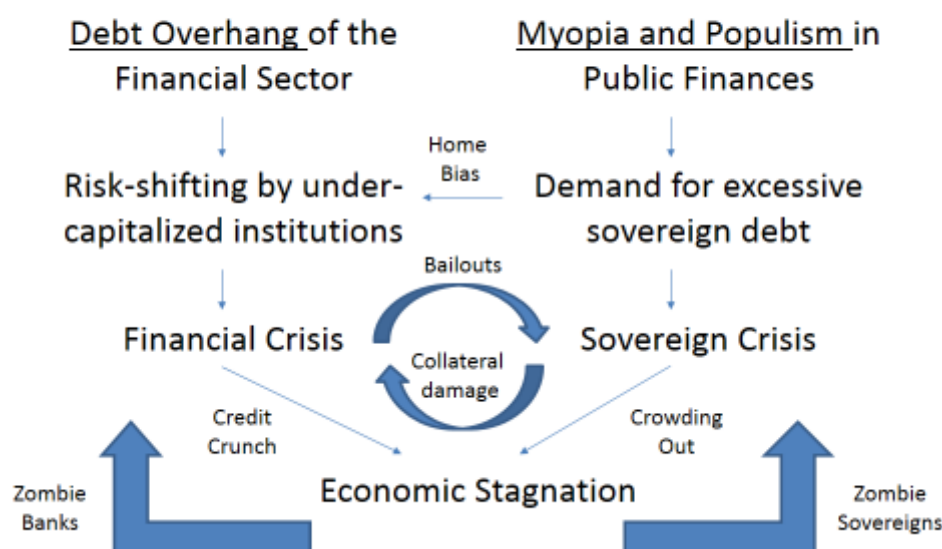 Debt Overhang of the
Financial Sector
Myopia and Populism in
Public Finances
Home
Bias
Risk-shifting by under-
capitalized institutions
Demand for excessive
sovereign debt
Bailouts
Financial Crisis
Sovereign Crisis
Collateral
damage
Credit
Crunch
Crowding
Out
Economic Stagnation
Zombie
Banks
Zombie
Sovereigns